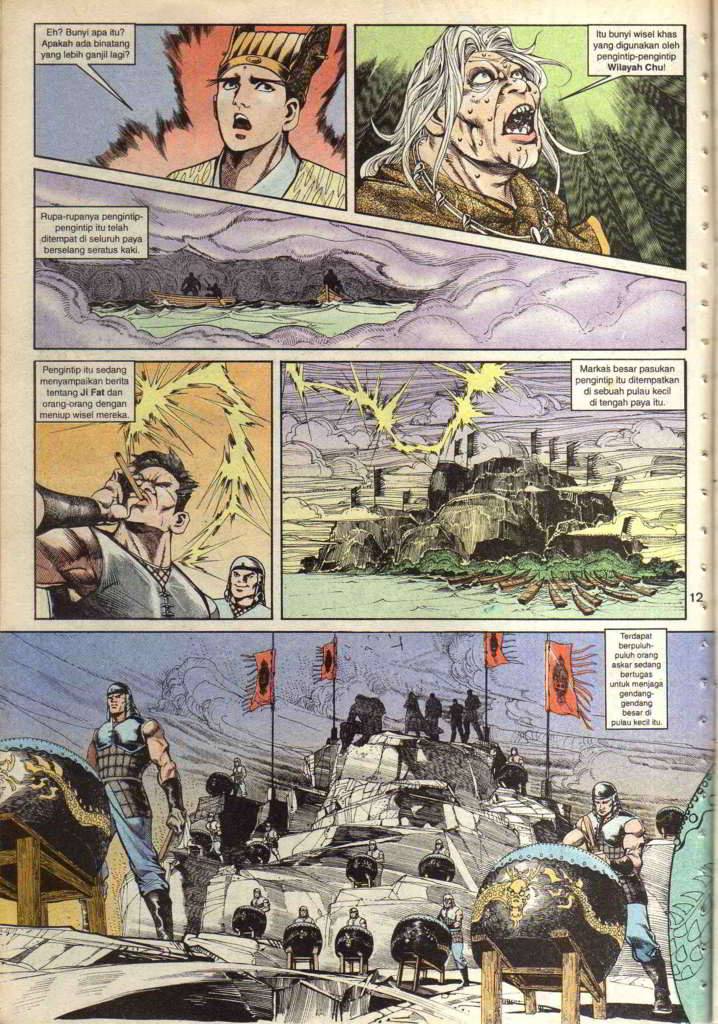 Eh? Bunyi apa itu?
Apakah ada binatang
yang lebih ganjil lagi?
Itu bunyi wisel khas
yang digunakan oleh
pengintip-pengintip
Wilayah Chu!
Rupa-rupanya pengintip-
pengintip itu telah
ditempat di seluruh paya
berselang seratus kaki.
Pengintip itu sedang
menyampaikan berita
tentang Ji Fat dan
orang-orang dengan
meniup wisel mereka.
Markas besar pasukan
pengintip itu ditempatkan
di sebuah pulau kecil
di tengah paya itu.
12
Terdapat
berpuluh-
puluh orang
askar sedang
bertugas
untuk menjaga
gendang-
gendang
besar di
pulau kecil itu.